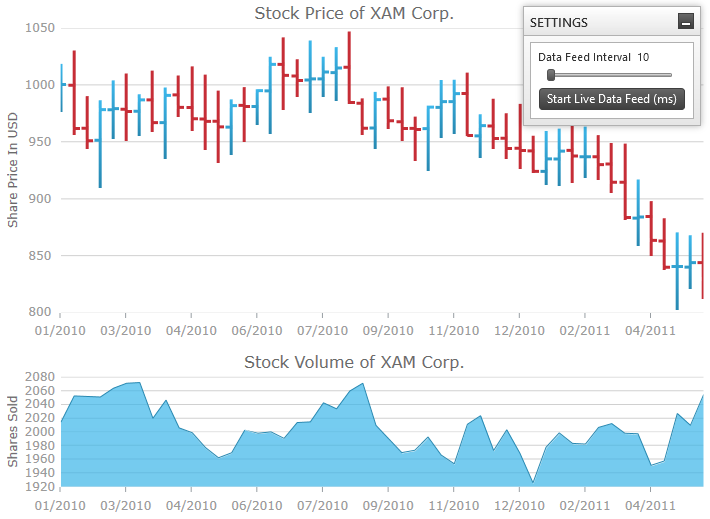 Stock Price of XAM Corp.
SETTINGS
Data Feed Interval 10
Start Live Data Feed (ms)
Share Price In USD
1050
1000
950
900
850
800
01/2010 03/2010 04/2010 06/2010 07/2010 08/2010 11/2010 12/2010 02/2011 04/2011
Stock Volume of XAM Corp.
Shares Sold
2080
2060
2040
2020
2000
1980
1960
1940
1920
01/2010 03/2010 04/2010 06/2010 07/2010 08/2010 11/2010 12/2010 02/2011 04/2011